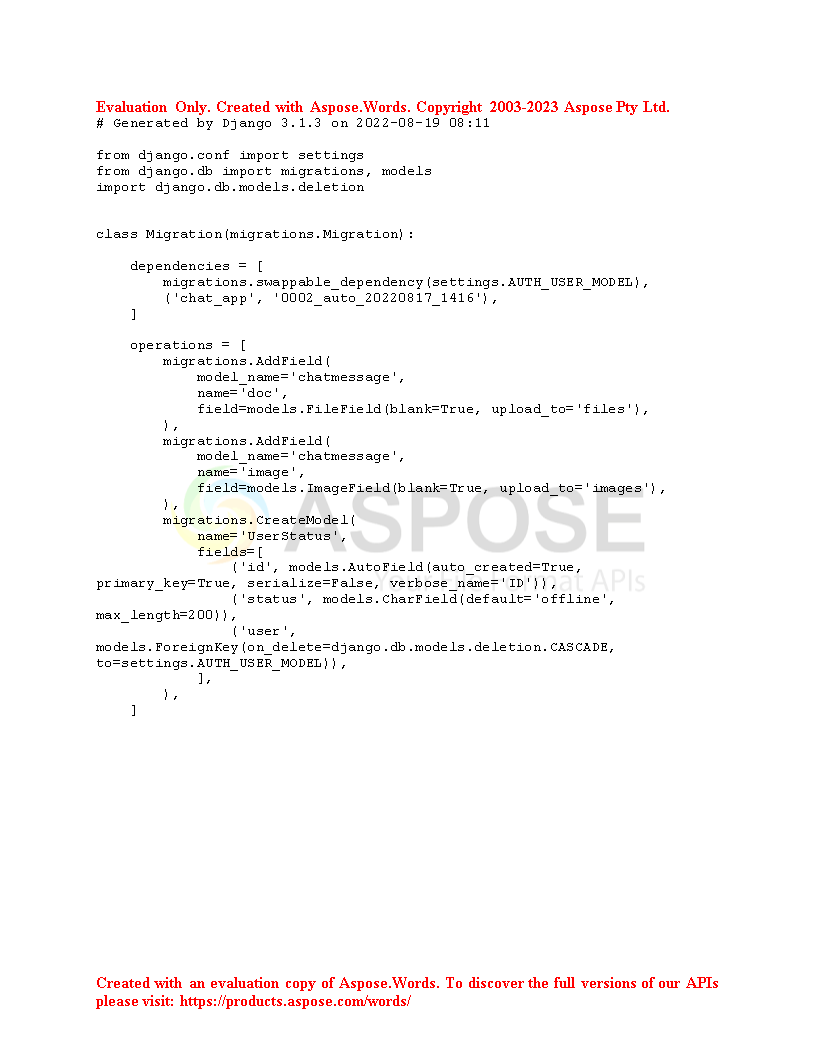 Evaluation Only. Created with Aspose.Words. Copyright 2003-2023 Aspose Pty Ltd.
# Generated by Django 3.1.3 on 2022-08-19 08:11

from django.conf import settings
from django.db import migrations, models
import django.db.models.deletion


class Migration(migrations.Migration):

    dependencies = [
        migrations.swappable_dependency(settings.AUTH_USER_MODEL),
        ('chat_app', '0002_auto_20220817_1416'),
    ]

    operations = [
        migrations.AddField(
            model_name='chatmessage',
            name='doc',
            field=models.FileField(blank=True, upload_to='files'),
        ),
        migrations.AddField(
            model_name='chatmessage',
            name='image',
            field=models.ImageField(blank=True, upload_to='images'),
        ),
        migrations.CreateModel(
            name='UserStatus',
            fields=[
                ('id', models.AutoField(auto_created=True,
primary_key=True, serialize=False, verbose_name='ID')),
                ('status', models.CharField(default='offline',
max_length=200)),
                ('user',
models.ForeignKey(on_delete=django.db.models.deletion.CASCADE,
to=settings.AUTH_USER_MODEL)),
            ],
        ),
    ]
ASPOSE
APIs
Created with an evaluation copy of Aspose.Words. To discover the full versions of our APIs
please visit: https://products.aspose.com/words/